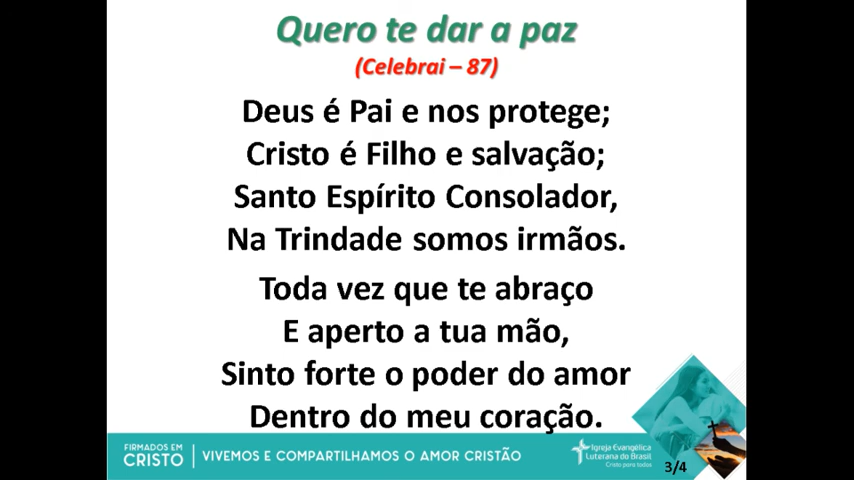 Quero te dar a paz
(Celebrai – 87)
Deus é Pai e nos protege;
Cristo é Filho e salvação;
Santo Espírito Consolador,
Na Trindade somos irmãos.
Toda vez que te abraço
E aperto a tua mão,
Sinto forte o poder do amor
Dentro do meu coração.
FIRMADOS EM
CRISTO
VIVEMOS E COMPARTILHAMOS O AMOR CRISTÃO
Igreja Evangélica
Luterana do Brasil
Cristo para todos
3/4